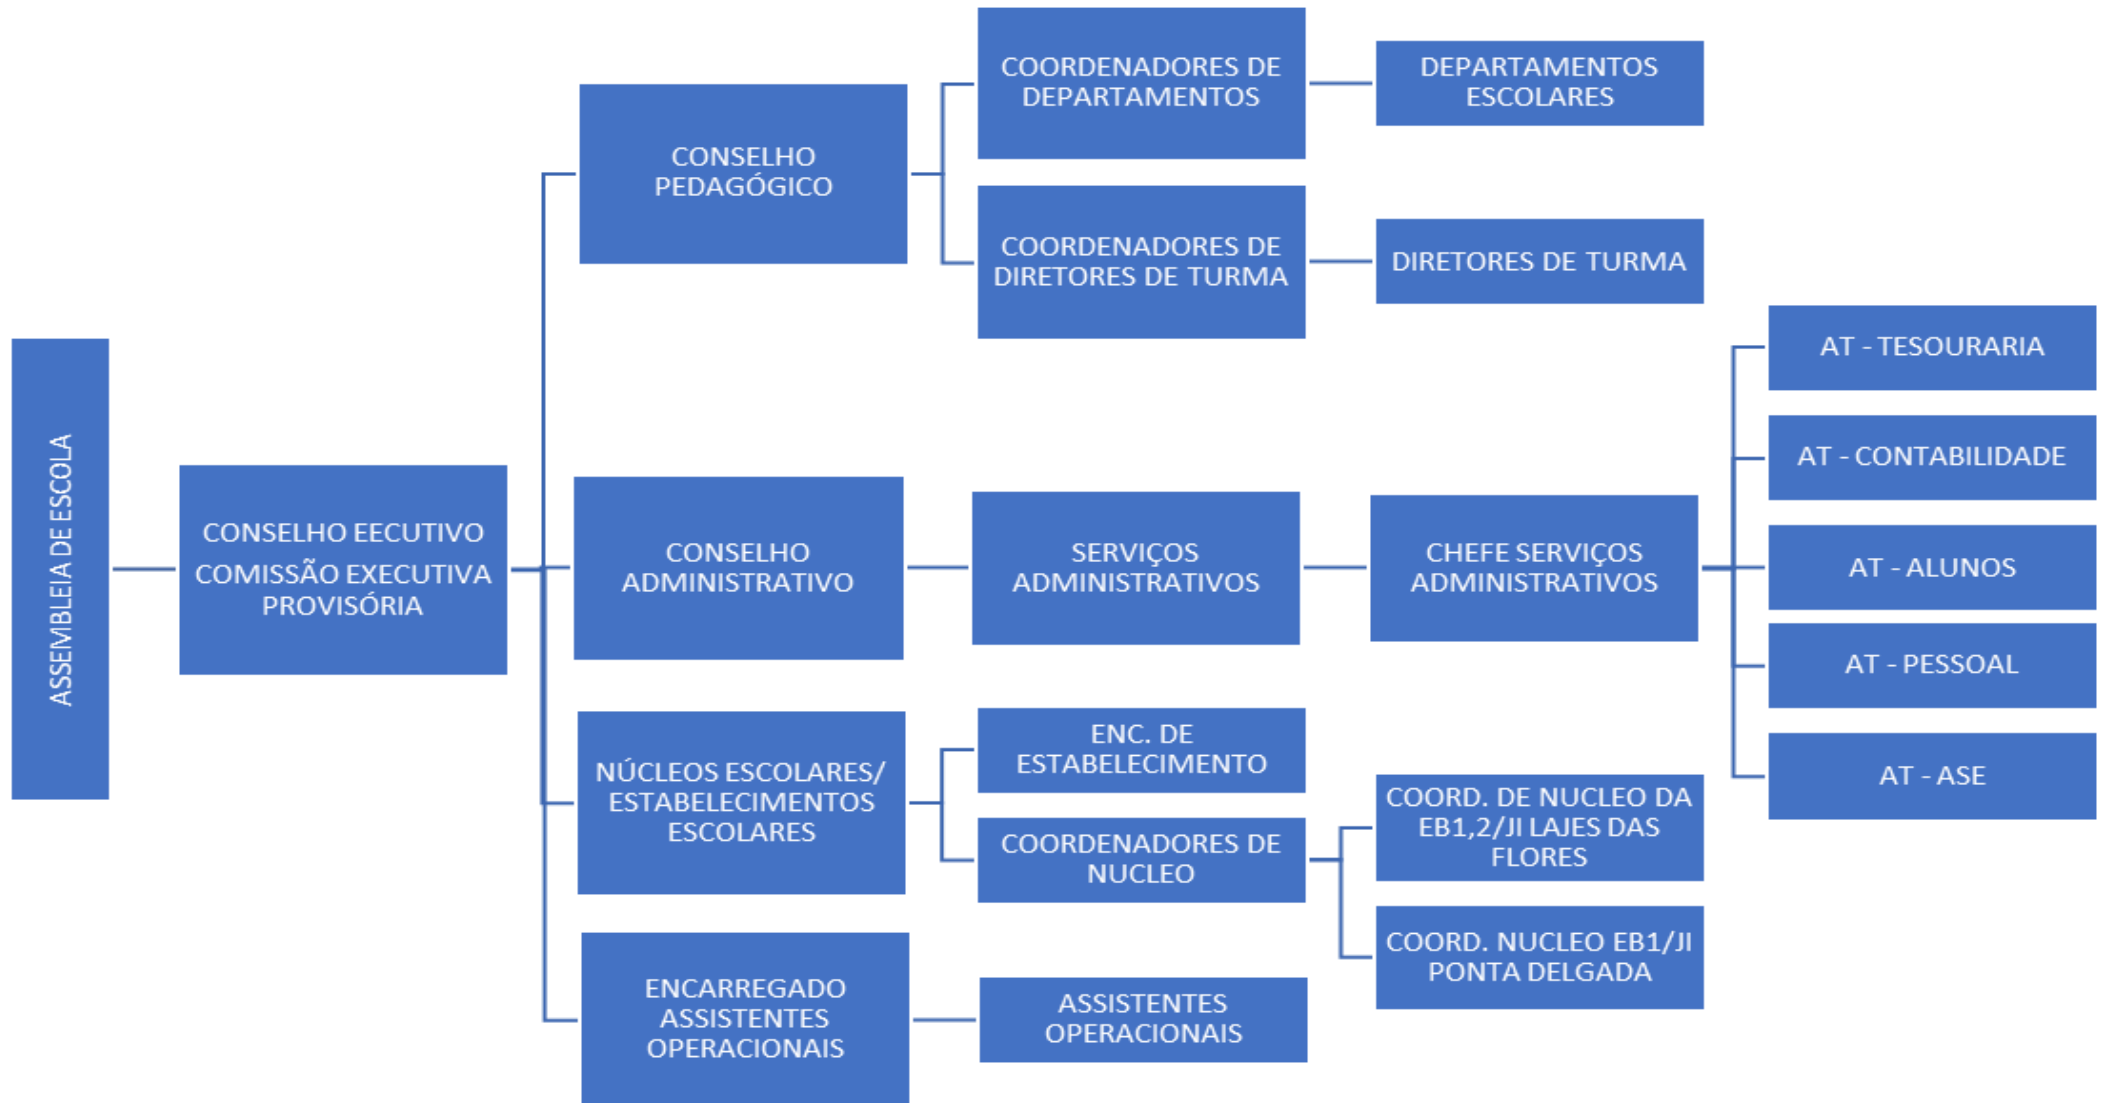 ASSEMBLEIA DE ESCOLA
CONSELHO EECUTIVO
COMISSÃO EXECUTIVA
PROVISÓRIA
CONSELHO
PEDAGÓGICO
COORDENADORES DE
DEPARTAMENTOS
DEPARTAMENTOS
ESCOLARES
COORDENADORES DE
DIRETORES DE TURMA
DIRETORES DE TURMA
CONSELHO
ADMINISTRATIVO
SERVIÇOS
ADMINISTRATIVOS
CHEFE SERVIÇOS
ADMINISTRATIVOS
AT - TESOURARIA
AT - CONTABILIDADE
AT - ALUNOS
AT - PESSOAL
AT - ASE
NÚCLEOS ESCOLARES/
ESTABELECIMENTOS
ESCOLARES
ENC. DE
ESTABELECIMENTO
COORDENADORES DE
NUCLEO
COORD. DE NUCLEO DA
EB1,2/JI LAJES DAS
FLORES
COORD. NUCLEO EB1/JI
PONTA DELGADA
ENCARREGADO
ASSISTENTES
OPERACIONAIS
ASSISTENTES
OPERACIONAIS